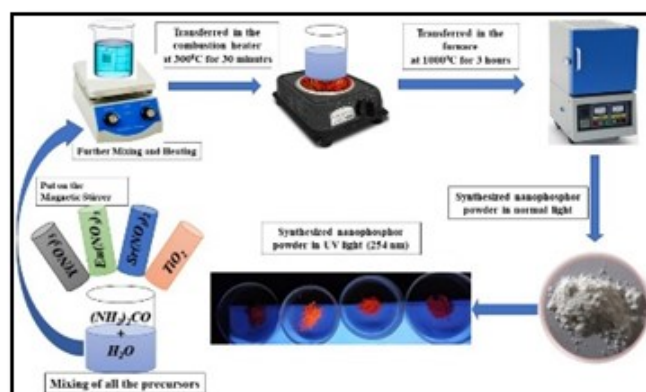 Transferred in the
combustion heater
at 300⁰C for 30 minutes
Transferred in the
furnace
at 1000⁰C for 3 hours
Further Mixing and Heating
Put on the
Magnetic Stirrer
Y(NO₃)₃
Eu(NO₃)₃
Sr(NO₃)₂
TiO₂
(NH₂)₂CO
+
H₂O
Mixing of all the precursors
Synthesized nanophosphor
powder in UV light (254 nm)
Synthesized nanophosphor
powder in normal light